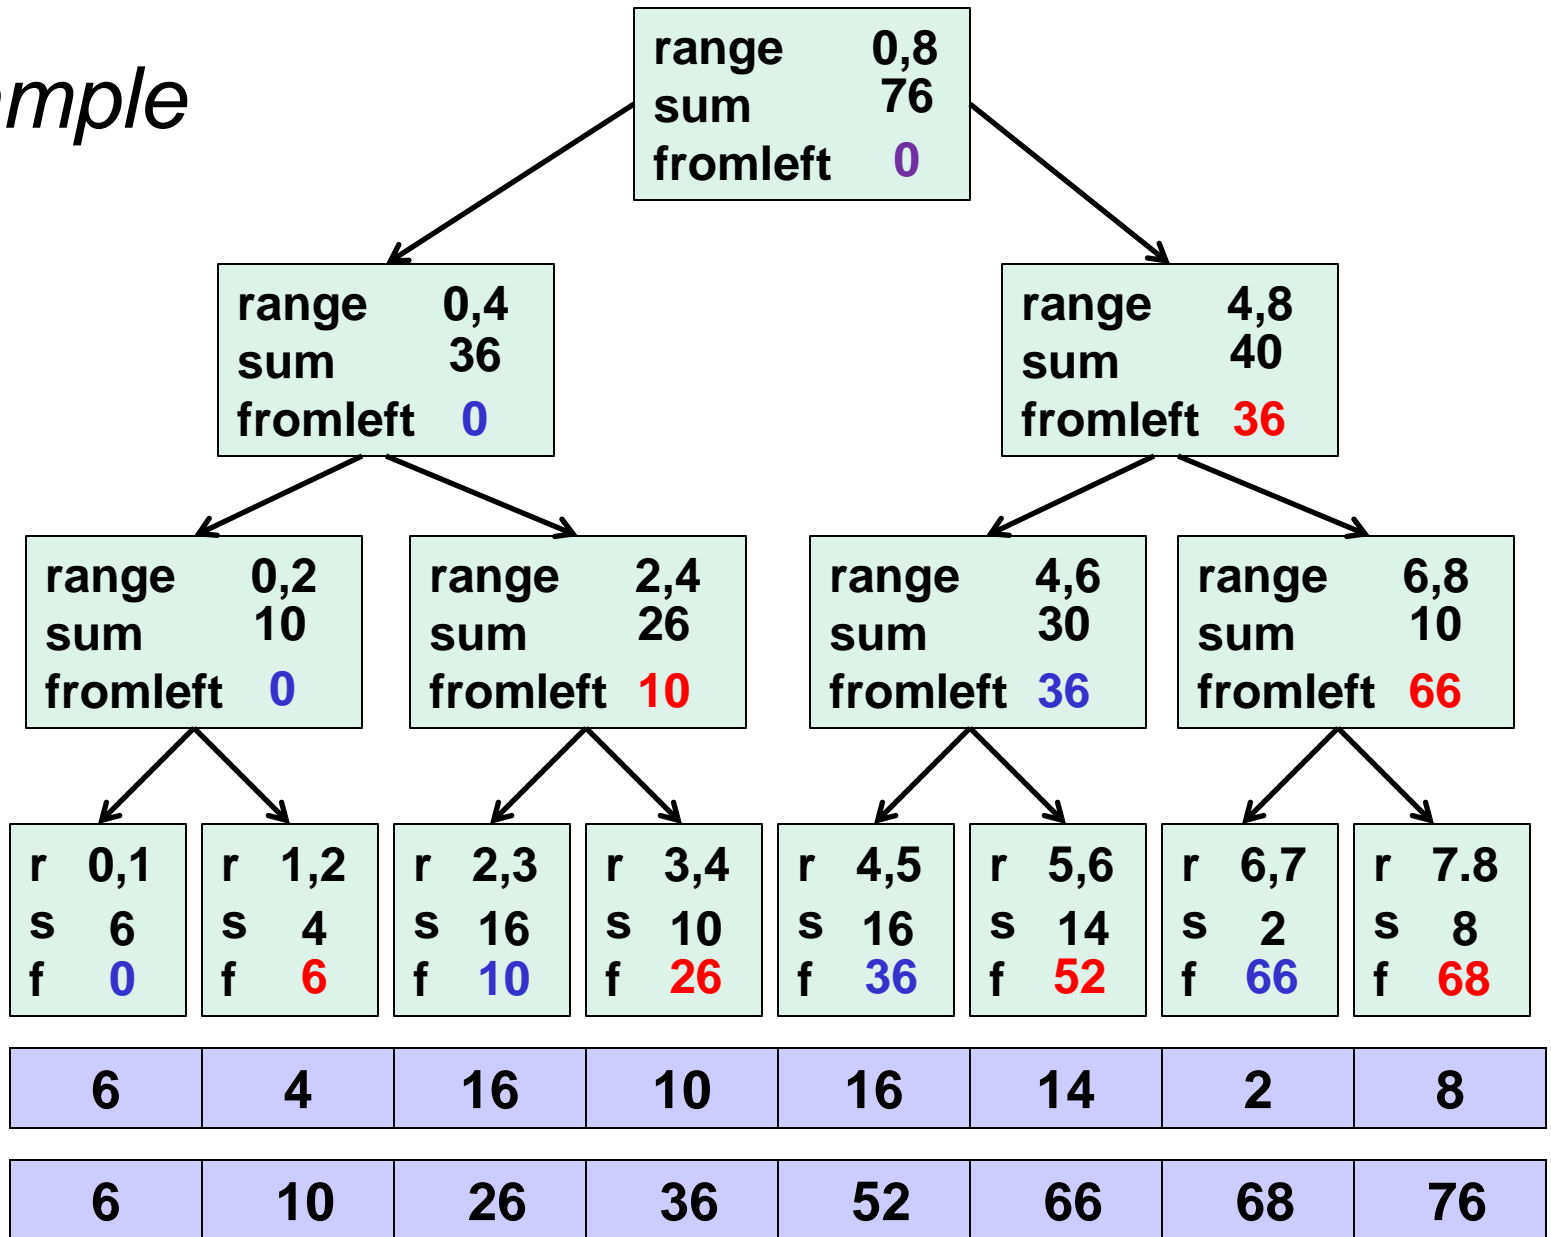 ample
range 0,8
sum 76
fromleft 0
range 0,4
sum 36
fromleft 0
range 4,8
sum 40
fromleft 36
range 0,2
sum 10
fromleft 0
range 2,4
sum 26
fromleft 10
range 4,6
sum 30
fromleft 36
range 6,8
sum 10
fromleft 66
r 0,1
s 6
f 0
r 1,2
s 4
f 6
r 2,3
s 16
f 10
r 3,4
s 10
f 26
r 4,5
s 16
f 36
r 5,6
s 14
f 52
r 6,7
s 2
f 66
r 7.8
s 8
f 68
6 4 16 10 16 14 2 8
6 10 26 36 52 66 68 76